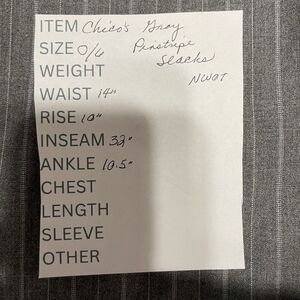 ITEM Chico's Gray
SIZE 0/6 Pinstripe
Slacks
WEIGHT
NWOT
WAIST 14"
RISE 10"
INSEAM 32"
ANKLE 10.5"
CHEST
LENGTH
SLEEVE
OTHER